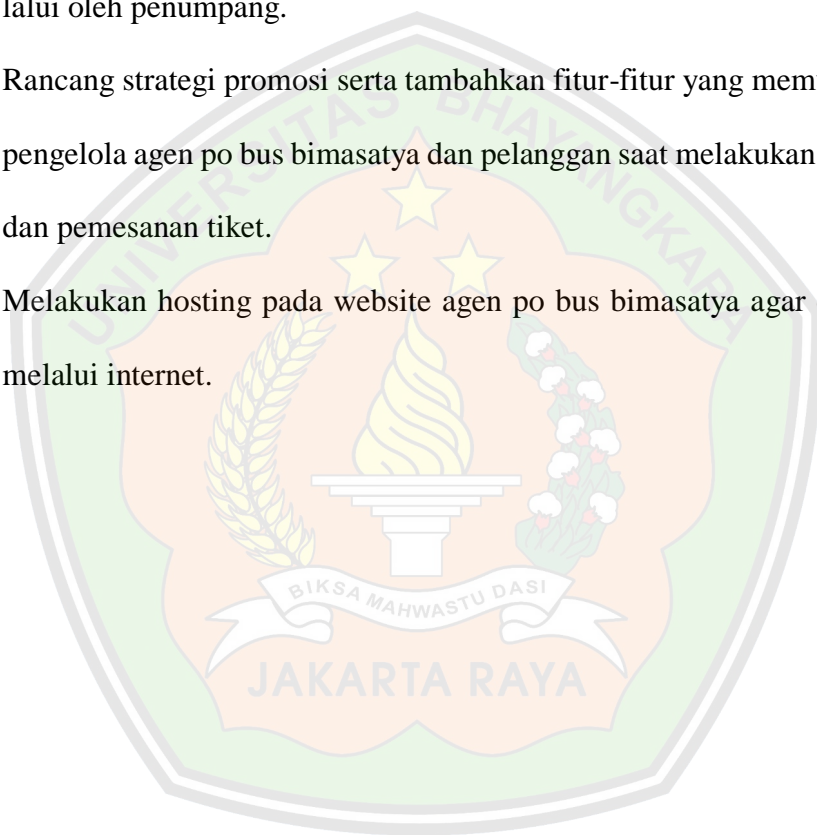 lalui oleh penumpang.
Rancang strategi promosi serta tambahkan fitur-fitur yang
pengelola agen po bus bimasatya dan pelanggan saat melakukan
dan pemesanan tiket.
Melakukan hosting pada website agen po bus bimasatya agar
melalui internet.
UNIVERSITAS BHAYANGKARA
BIKSA MAHWASTU DASI
JAKARTA RAYA